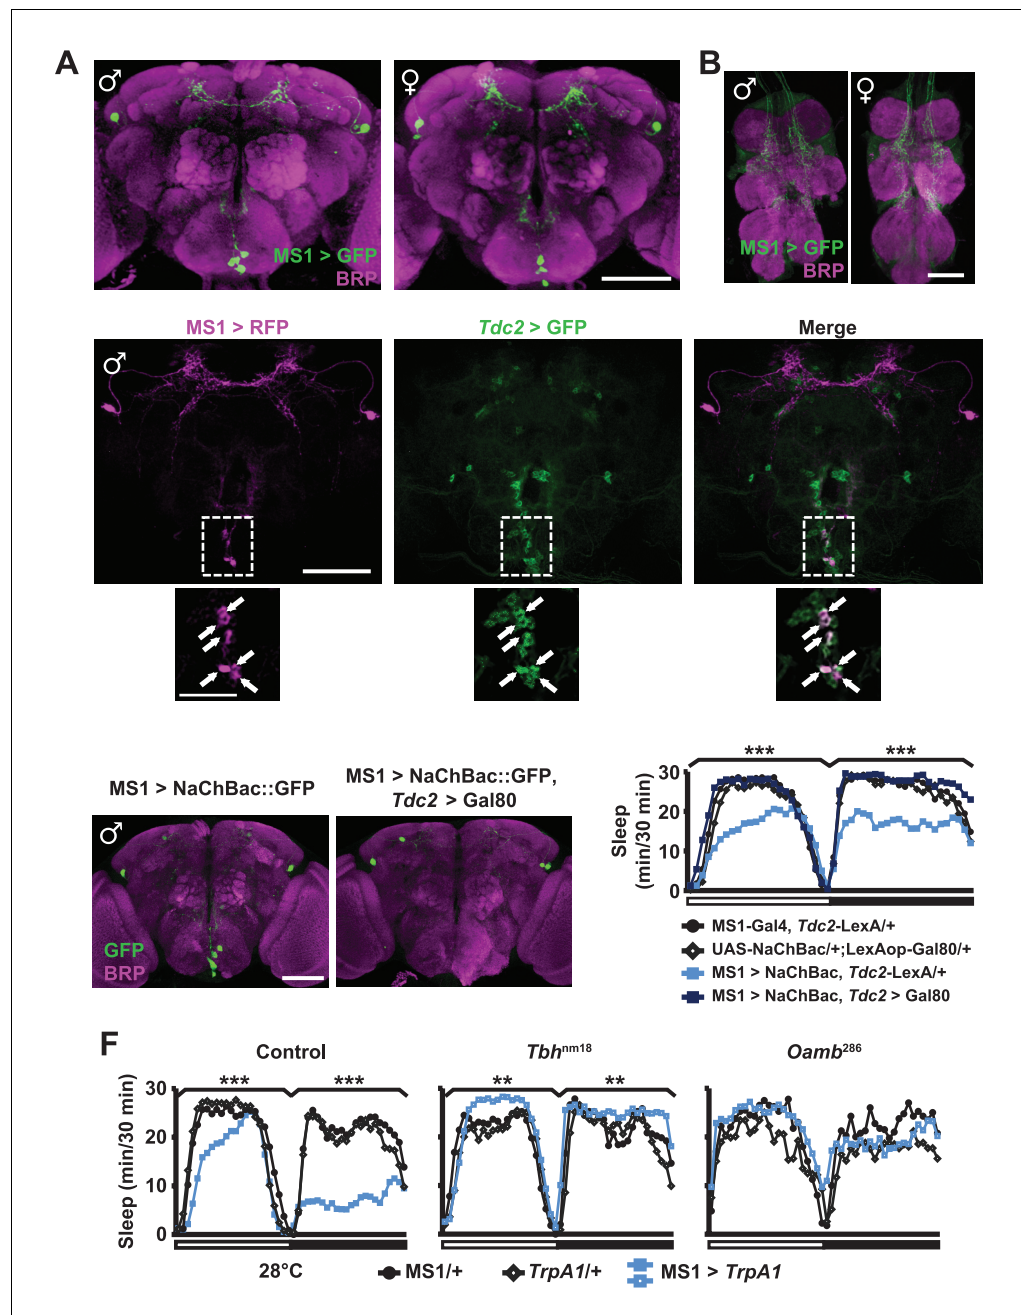 A
♂
♀
B
♂
♀
MS1 > GFP
BRP
MS1 > GFP
BRP
MS1 > RFP
Tdc2 > GFP
Merge
♂
MS1 > NaChBac::GFP
MS1 > NaChBac::GFP,
Tdc2 > Gal80
♂
GFP
BRP
*** ***
30
20
10
0
Sleep
(min/30 min)
MS1-Gal4, Tdc2-LexA/+
UAS-NaChBac/+;LexAop-Gal80/+
MS1 > NaChBac, Tdc2-LexA/+
MS1 > NaChBac, Tdc2 > Gal80
F
Control
Tbhnm18
Oamb286
*** ***
** **
30
20
10
0
Sleep (min/30 min)
28°C
MS1/+
TrpA1/+
MS1 > TrpA1